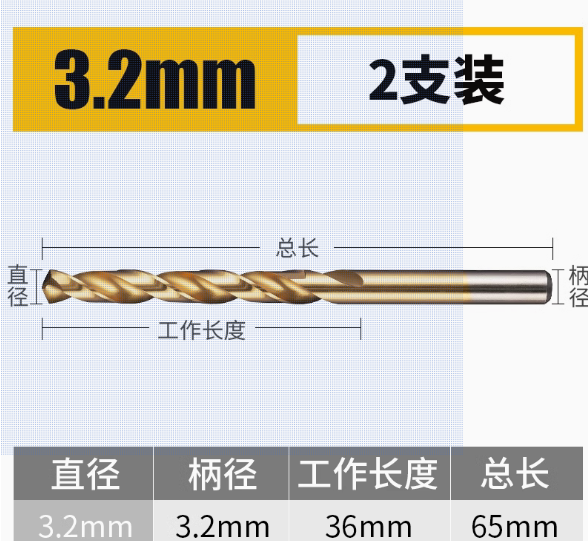 3.2mm 2支装
总长
直径 柄径
工作长度
直径 柄径 工作长度 总长
3.2mm 3.2mm 36mm 65mm